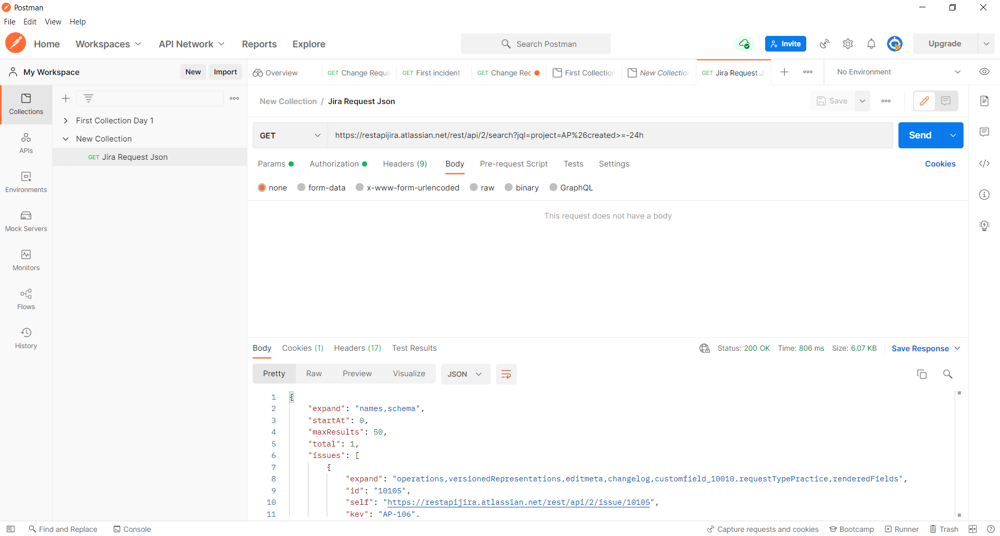 Postman
File Edit View Help
Home Workspaces API Network Reports Explore Search Postman Invite Upgrade
My Workspace New Import
Overview GET Change Reque GET First incident GET Change Rec First Collection New Collection GET Jira Request J No Environment
Collections
APIs
Environments
Mock Servers
Monitors
Flows
History
First Collection Day 1
New Collection
GET Jira Request Json
New Collection / Jira Request Json Save
GET https://restapijira.atlassian.net/rest/api/2/search?jql=project=AP%26created>=-24h Send
Params Authorization Headers (9) Body Pre-request Script Tests Settings Cookies
none form-data x-www-form-urlencoded raw binary GraphQL
This request does not have a body
Body Cookies (1) Headers (17) Test Results Status: 200 OK Time: 806 ms Size: 6.07 KB Save Response
Pretty Raw Preview Visualize JSON
1 {
2 "expand": "names,schema",
3 "startAt": 0,
4 "maxResults": 50,
5 "total": 1,
6 "issues": [
7 {
8 "expand": "operations,versionedRepresentations,editmeta,changelog,customfield_10010.requestTypePractice,renderedFields",
9 "id": "10105",
10 "self": "https://restapijira.atlassian.net/rest/api/2/issue/10105",
11 "key": "AP-106",
Find and Replace Console Capture requests and cookies Bootcamp Runner Trash